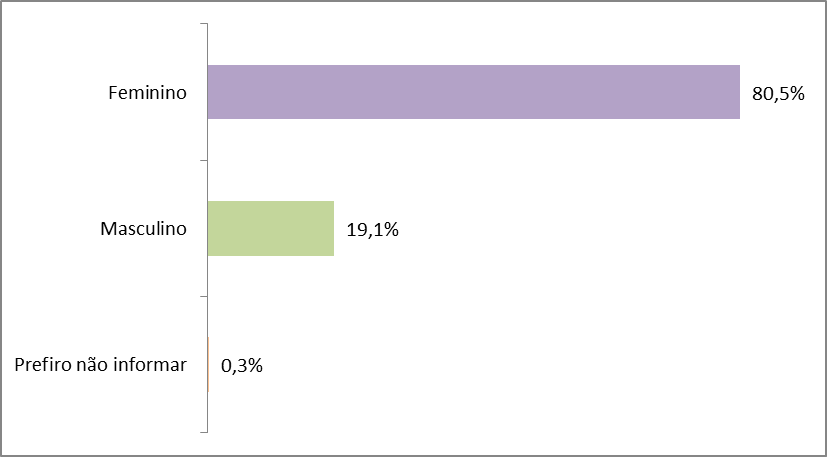 Feminino 80,5%
Masculino 19,1%
Prefiro não informar 0,3%